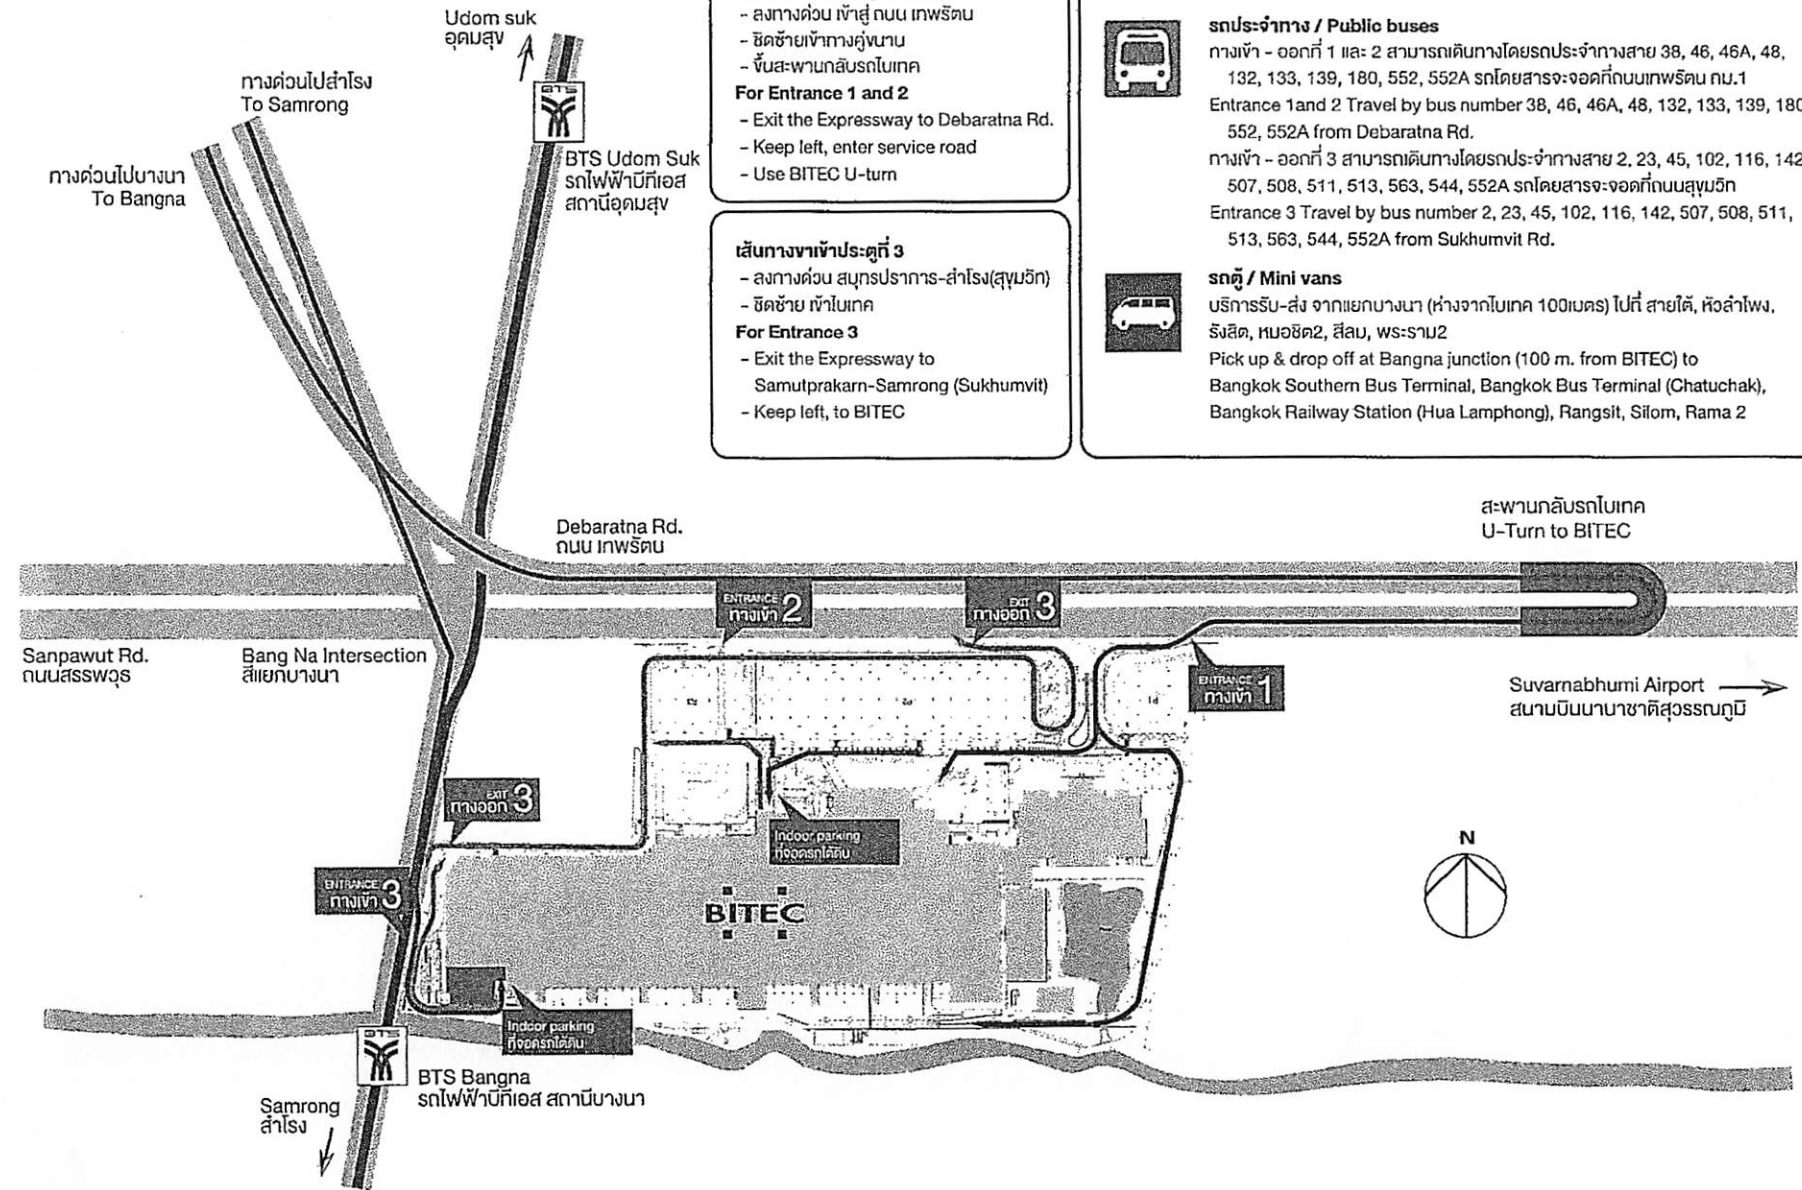 - ลงทางด่วน เข้าสู่ ถนน เทพรัตน
- ชิดซ้ายเข้าทางคู่ขนาน
- ขึ้นสะพานกลับรถไบเทค
For Entrance 1 and 2
- Exit the Expressway to Debaratna Rd.
- Keep left, enter service road
- Use BITEC U-turn
เส้นทางขาเข้าประตูที่ 3
- ลงทางด่วน สมุทรปราการ-สำโรง(สุขุมวิท)
- ชิดซ้าย เข้าไบเทค
For Entrance 3
- Exit the Expressway to
Samutprakarn-Samrong (Sukhumvit)
- Keep left, to BITEC
รถประจำทาง / Public buses
ทางเข้า - ออกที่ 1 และ 2 สามารถเดินทางโดยรถประจำทางสาย 38, 46, 46A, 48,
132, 133, 139, 180, 552, 552A รถโดยสารจะจอดที่ถนนเทพรัตน กม.1
Entrance 1and 2 Travel by bus number 38, 46, 46A, 48, 132, 133, 139, 180
552, 552A from Debaratna Rd.
ทางเข้า - ออกที่ 3 สามารถเดินทางโดยรถประจำทางสาย 2, 23, 45, 102, 116, 142
507, 508, 511, 513, 563, 544, 552A รถโดยสารจะจอดที่ถนนสุขุมวิท
Entrance 3 Travel by bus number 2, 23, 45, 102, 116, 142, 507, 508, 511,
513, 563, 544, 552A from Sukhumvit Rd.
รถตู้ / Mini vans
บริการรับ-ส่ง จากแยกบางนา (ห่างจากไบเทค 100เมตร) ไปที่ สายใต้, หัวลำโพง,
รังสิต, หมอชิต2, สีลม, พระราม2
Pick up & drop off at Bangna junction (100 m. from BITEC) to
Bangkok Southern Bus Terminal, Bangkok Bus Terminal (Chatuchak),
Bangkok Railway Station (Hua Lamphong), Rangsit, Silom, Rama 2
Udom suk
อุดมสุข
ทางด่วนไปสำโรง
To Samrong
ทางด่วนไปบางนา
To Bangna
BTS
BTS Udom Suk
รถไฟฟ้าบีทีเอส
สถานีอุดมสุข
Debaratna Rd.
ถนน เทพรัตน
สะพานกลับรถไบเทค
U-Turn to BITEC
ENTRANCE
ทางเข้า 2
EXIT
ทางออก 3
Sanpawut Rd.
ถนนสรรพวุธ
Bang Na Intersection
สี่แยกบางนา
ENTRANCE
ทางเข้า 1
Suvarnabhumi Airport
สนามบินนานาชาติสุวรรณภูมิ
P1
EXIT
ทางออก 3
Indoor parking
ที่จอดรถใต้ดิน
ENTRANCE
ทางเข้า 3
BITEC
N
Indoor parking
ที่จอดรถใต้ดิน
BTS
BTS Bangna
รถไฟฟ้าบีทีเอส สถานีบางนา
Samrong
สำโรง